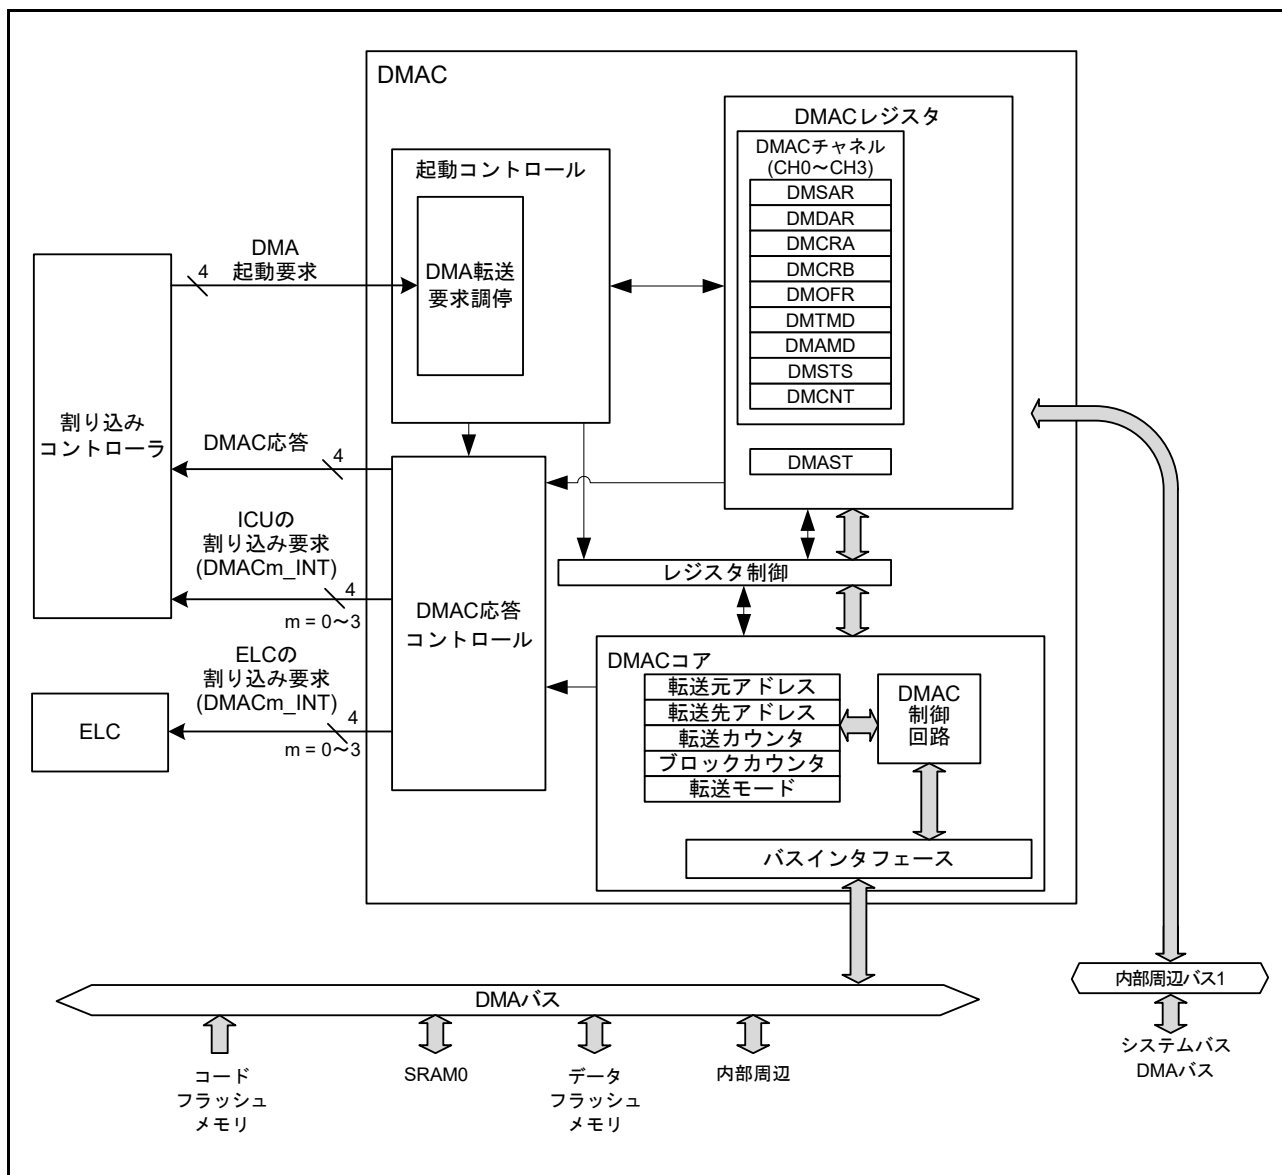 DMAC
DMACレジスタ
DMACチャネル
(CH0～CH3)
DMSAR
DMDAR
DMCRA
DMCRB
DMOFR
DMTMD
DMAMD
DMSTS
DMCNT
DMAST
起動コントロール
DMA転送
要求調停
DMA
起動要求
4
割り込み
コントローラ
DMAC応答
4
ICUの
割り込み要求
(DMACm_INT)
4
m = 0～3
ELCの
割り込み要求
(DMACm_INT)
4
m = 0～3
ELC
DMAC応答
コントロール
レジスタ制御
DMACコア
転送元アドレス
転送先アドレス
転送カウンタ
ブロックカウンタ
転送モード
DMAC
制御
回路
バスインタフェース
DMAバス
コード
フラッシュ
メモリ
SRAM0
データ
フラッシュ
メモリ
内部周辺
内部周辺バス1
システムバス
DMAバス